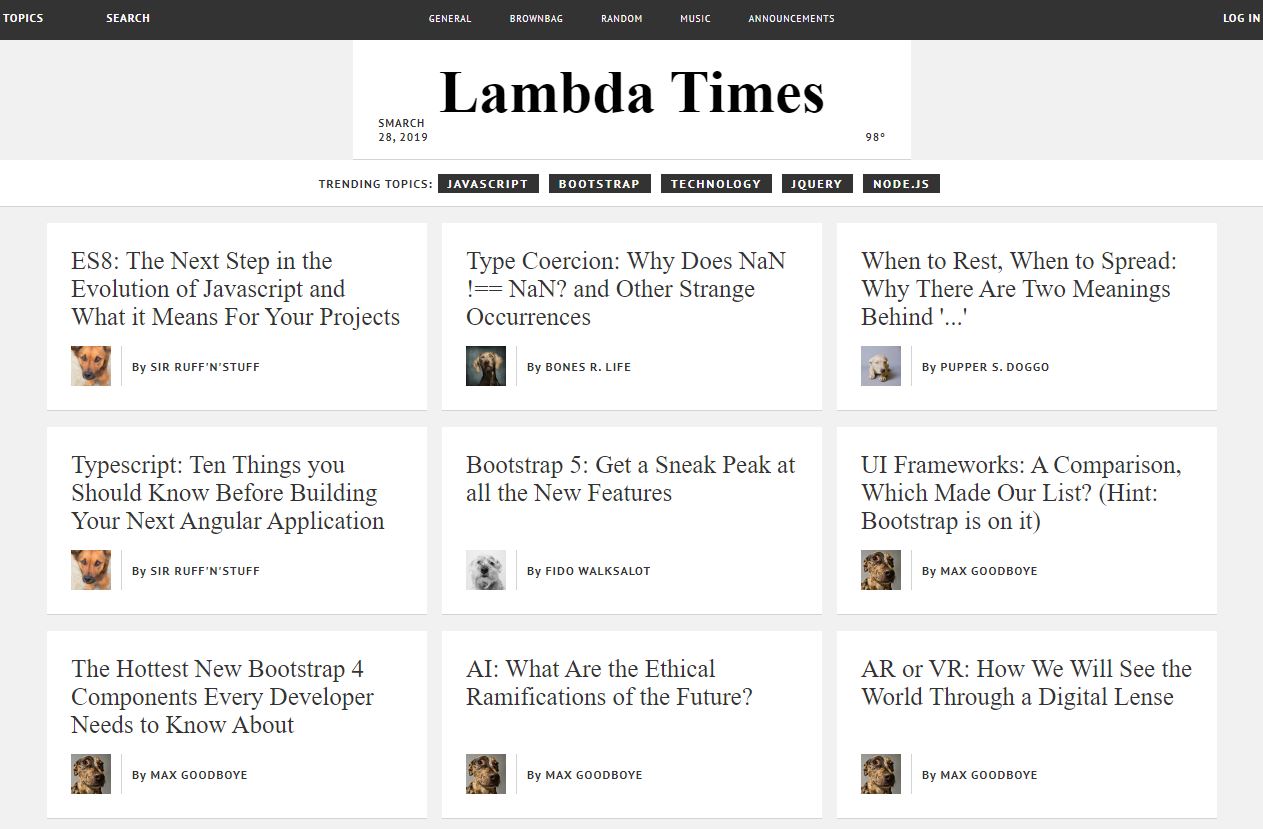 TOPICS SEARCH GENERAL BROWNBAG RANDOM MUSIC ANNOUNCEMENTS LOG IN
Lambda Times
SMARCH
28, 2019
98°
TRENDING TOPICS: JAVASCRIPT BOOTSTRAP TECHNOLOGY JQUERY NODE.JS
ES8: The Next Step in the
Evolution of Javascript and
What it Means For Your Projects
By SIR RUFF'N'STUFF
Type Coercion: Why Does NaN
!== NaN? and Other Strange
Occurrences
By BONES R. LIFE
When to Rest, When to Spread:
Why There Are Two Meanings
Behind '...'
By PUPPER S. DOGGO
Typescript: Ten Things you
Should Know Before Building
Your Next Angular Application
By SIR RUFF'N'STUFF
Bootstrap 5: Get a Sneak Peak at
all the New Features
By FIDO WALKSALOT
UI Frameworks: A Comparison,
Which Made Our List? (Hint:
Bootstrap is on it)
By MAX GOODBOYE
The Hottest New Bootstrap 4
Components Every Developer
Needs to Know About
By MAX GOODBOYE
AI: What Are the Ethical
Ramifications of the Future?
By MAX GOODBOYE
AR or VR: How We Will See the
World Through a Digital Lense
By MAX GOODBOYE